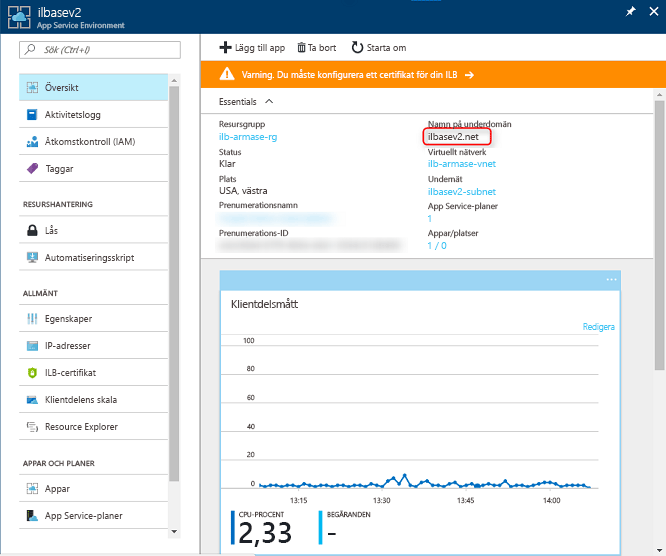 ilbasev2
App Service Environment
Sök (Ctrl+/)
Översikt
Aktivitetslogg
Åtkomstkontroll (IAM)
Taggar
RESURSHANTERING
Lås
Automatiseringsskript
ALLMÄNT
Egenskaper
IP-adresser
ILB-certifikat
Klientdelens skala
Resource Explorer
APPAR OCH PLANER
Appar
App Service-planer
Lägg till app
Ta bort
Starta om
Varning. Du måste konfigurera ett certifikat för din ILB →
Essentials
Resursgrupp
ilb-armase-rg
Status
Klar
Plats
USA, västra
Prenumerationsnamn
Prenumerations-ID
Namn på underdomän
ilbasev2.net
Virtuellt nätverk
ilb-armase-vnet
Undernät
ilbasev2-subnet
App Service-planer
1
Appar/platser
1 / 0
...
Klientdelsmått
Redigera
100
80
60
40
20
0
13:15 13:30 13:45 14:00
CPU-PROCENT
2,33
BEGÄRANDEN
-